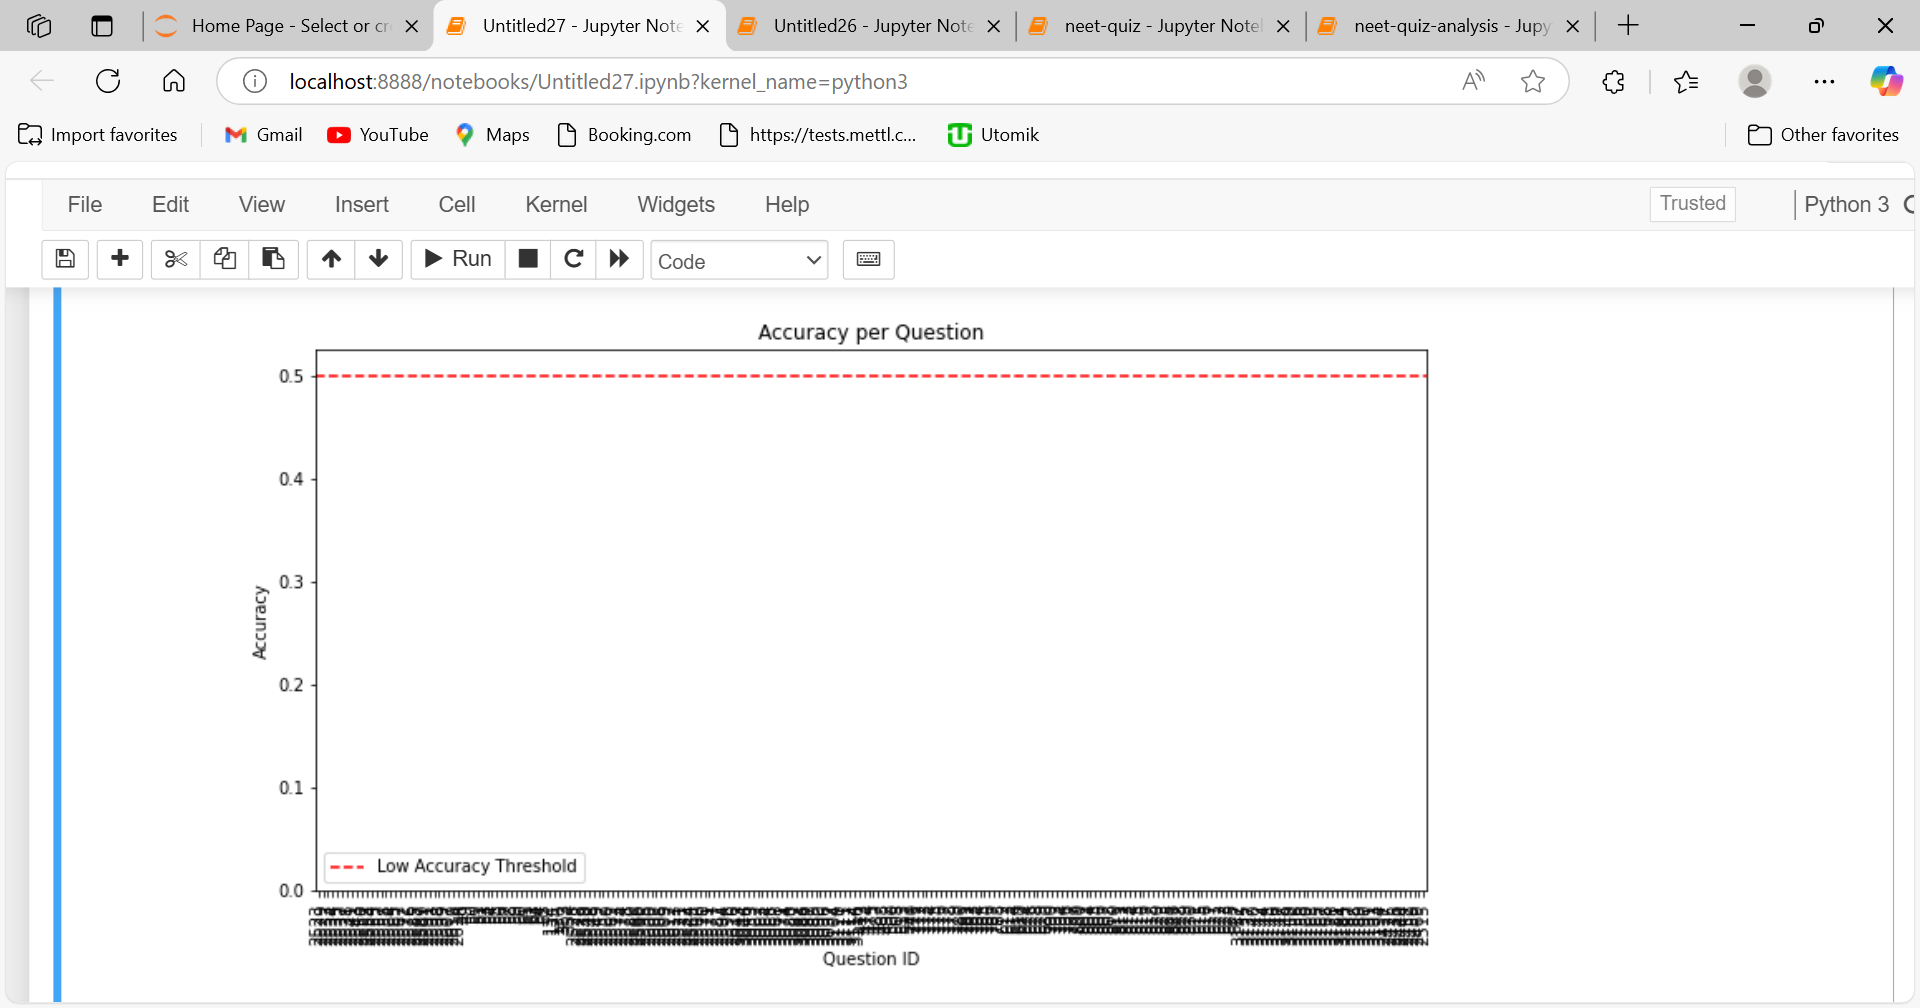 Home Page - Select or cr
Untitled27 - Jupyter Note
Untitled26 - Jupyter Note
neet-quiz - Jupyter Note
neet-quiz-analysis - Jupy
localhost:8888/notebooks/Untitled27.ipynb?kernel_name=python3
Import favorites
Gmail
YouTube
Maps
Booking.com
https://tests.mettl.c...
Utomik
Other favorites
File Edit View Insert Cell Kernel Widgets Help
Trusted
Python 3
Run
Code
Accuracy per Question
0.5
0.4
0.3
0.2
0.1
0.0
Accuracy
Low Accuracy Threshold
Question ID